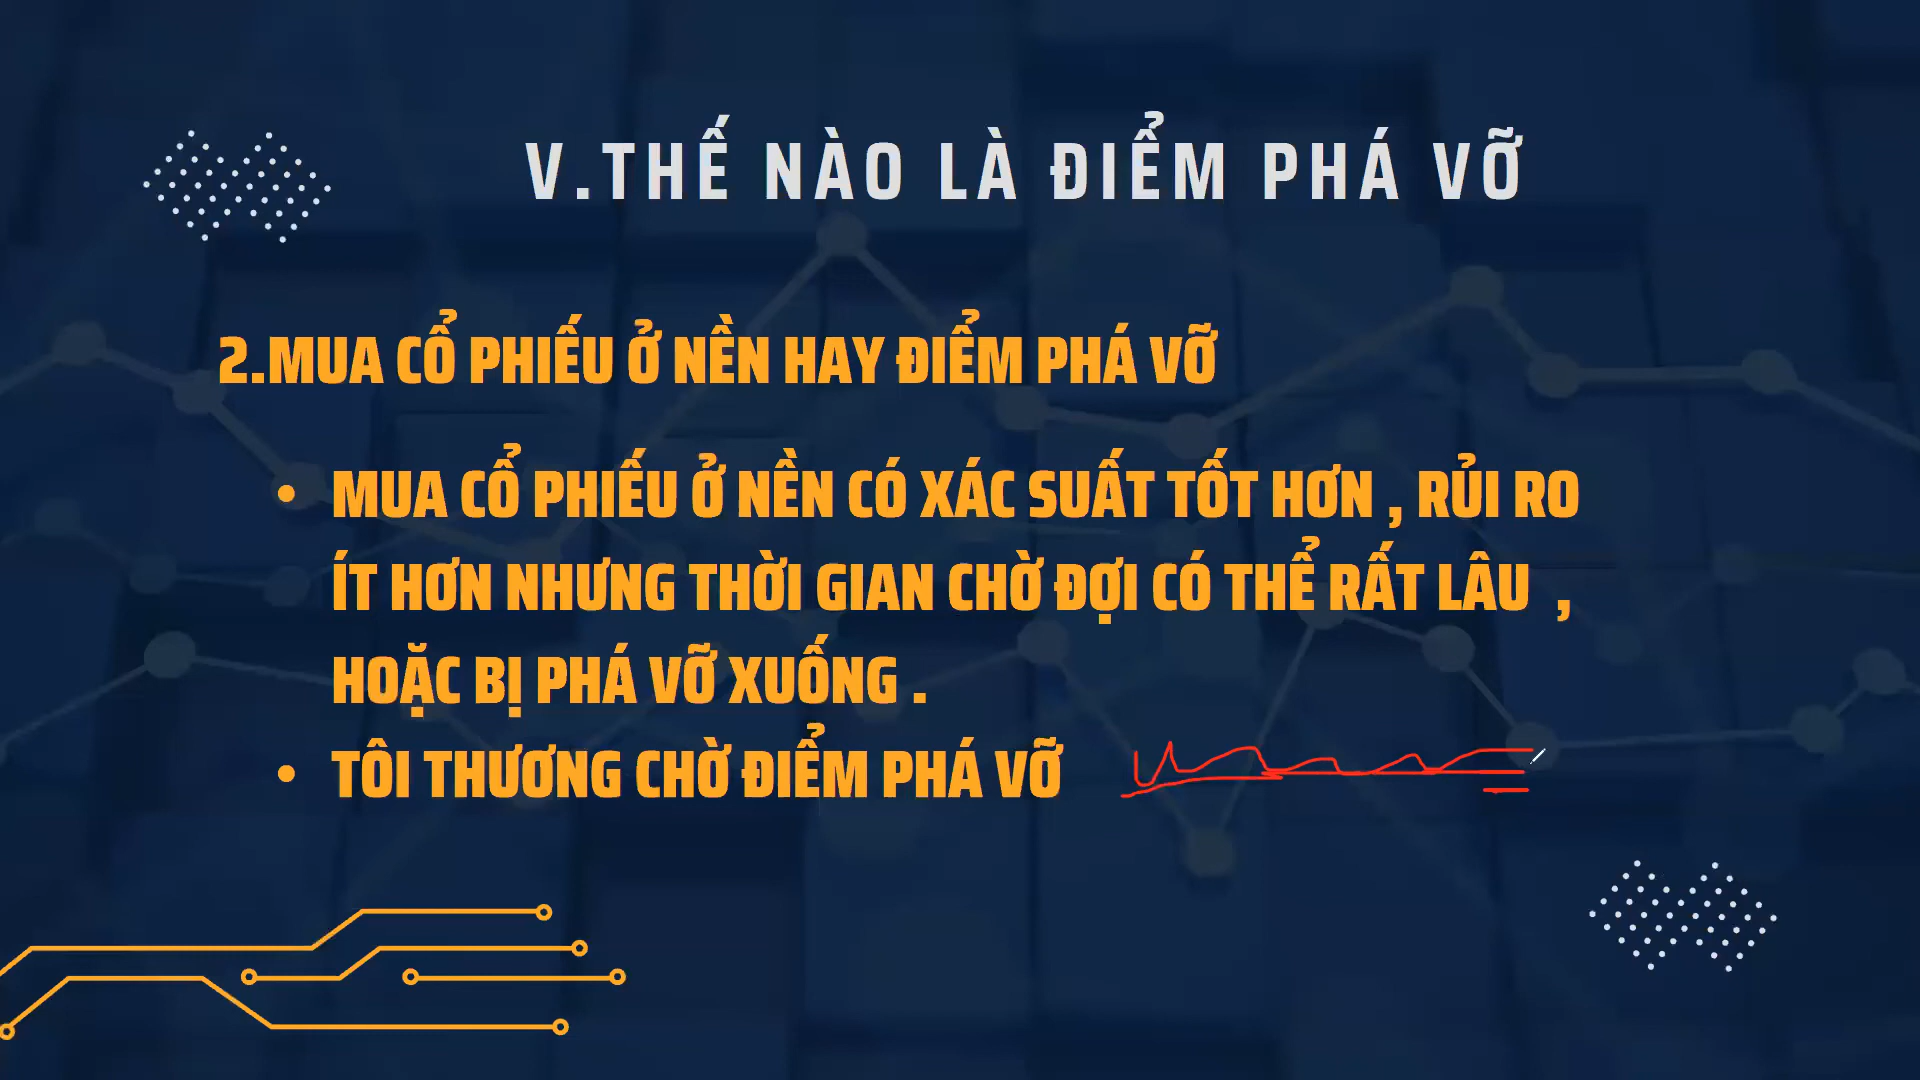 V.THẾ NÀO LÀ ĐIỂM PHÁ VỠ
2.MUA CỔ PHIẾU Ở NỀN HAY ĐIỂM PHÁ VỠ
• MUA CỔ PHIẾU Ở NỀN CÓ XÁC SUẤT TỐT HƠN , RỦI RO
ÍT HƠN NHƯNG THỜI GIAN CHỜ ĐỢI CÓ THỂ RẤT LÂU ,
HOẶC BỊ PHÁ VỠ XUỐNG .
• TÔI THƯƠNG CHỜ ĐIỂM PHÁ VỠ